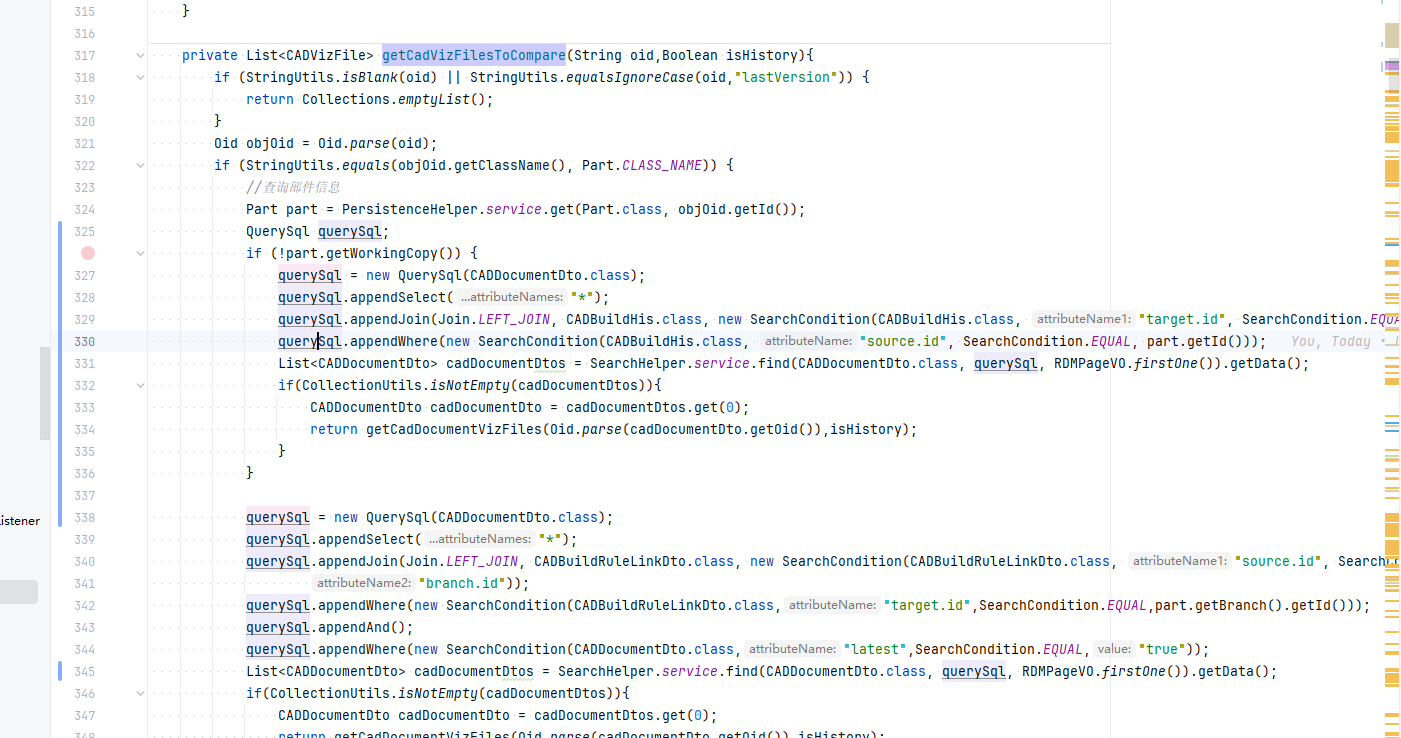 315 }
316
317 private List<CADVizFile> getCadVizFilesToCompare(String oid,Boolean isHistory){
318 if (StringUtils.isBlank(oid) || StringUtils.equalsIgnoreCase(oid,"lastVersion")) {
319 return Collections.emptyList();
320 }
321 Oid objOid = Oid.parse(oid);
322 if (StringUtils.equals(objOid.getClassName(), Part.CLASS_NAME)) {
323 //查询部件信息
324 Part part = PersistenceHelper.service.get(Part.class, objOid.getId());
325 QuerySql querySql;
if (!part.getWorkingCopy()) {
327 querySql = new QuerySql(CADDocumentDto.class);
328 querySql.appendSelect( ...attributeNames: "*");
329 querySql.appendJoin(Join.LEFT_JOIN, CADBuildHis.class, new SearchCondition(CADBuildHis.class, attributeName1: "target.id", SearchCondition.EQUA
330 querySql.appendWhere(new SearchCondition(CADBuildHis.class, attributeName: "source.id", SearchCondition.EQUAL, part.getId())); You, Today •
331 List<CADDocumentDto> cadDocumentDtos = SearchHelper.service.find(CADDocumentDto.class, querySql, RDMPageVO.firstOne()).getData();
332 if(CollectionUtils.isNotEmpty(cadDocumentDtos)){
333 CADDocumentDto cadDocumentDto = cadDocumentDtos.get(0);
334 return getCadDocumentVizFiles(Oid.parse(cadDocumentDto.getOid()),isHistory);
335 }
336 }
337
338 querySql = new QuerySql(CADDocumentDto.class);
istener
339 querySql.appendSelect( ...attributeNames: "*");
340 querySql.appendJoin(Join.LEFT_JOIN, CADBuildRuleLinkDto.class, new SearchCondition(CADBuildRuleLinkDto.class, attributeName1: "source.id", SearchC
341 attributeName2: "branch.id"));
342 querySql.appendWhere(new SearchCondition(CADBuildRuleLinkDto.class, attributeName: "target.id",SearchCondition.EQUAL,part.getBranch().getId()));
343 querySql.appendAnd();
344 querySql.appendWhere(new SearchCondition(CADDocumentDto.class, attributeName: "latest",SearchCondition.EQUAL, value: "true"));
345 List<CADDocumentDto> cadDocumentDtos = SearchHelper.service.find(CADDocumentDto.class, querySql, RDMPageVO.firstOne()).getData();
346 if(CollectionUtils.isNotEmpty(cadDocumentDtos)){
347 CADDocumentDto cadDocumentDto = cadDocumentDtos.get(0);
348 return getCadDocumentVizFiles(Oid.parse(cadDocumentDto.getOid()),isHistory);